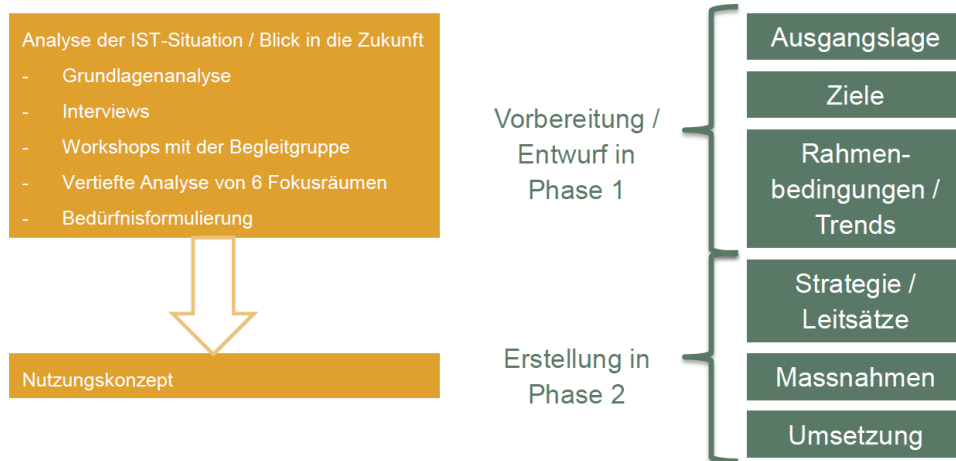 Analyse der IST-Situation / Blick in die Zukunft
- Grundlagenanalyse
- Interviews
- Workshops mit der Begleitgruppe
- Vertiefte Analyse von 6 Fokusräumen
- Bedürfnisformulierung
Nutzungskonzept
Vorbereitung /
Entwurf in
Phase 1
Erstellung in
Phase 2
Ausgangslage
Ziele
Rahmen-
bedingungen /
Trends
Strategie /
Leitsätze
Massnahmen
Umsetzung